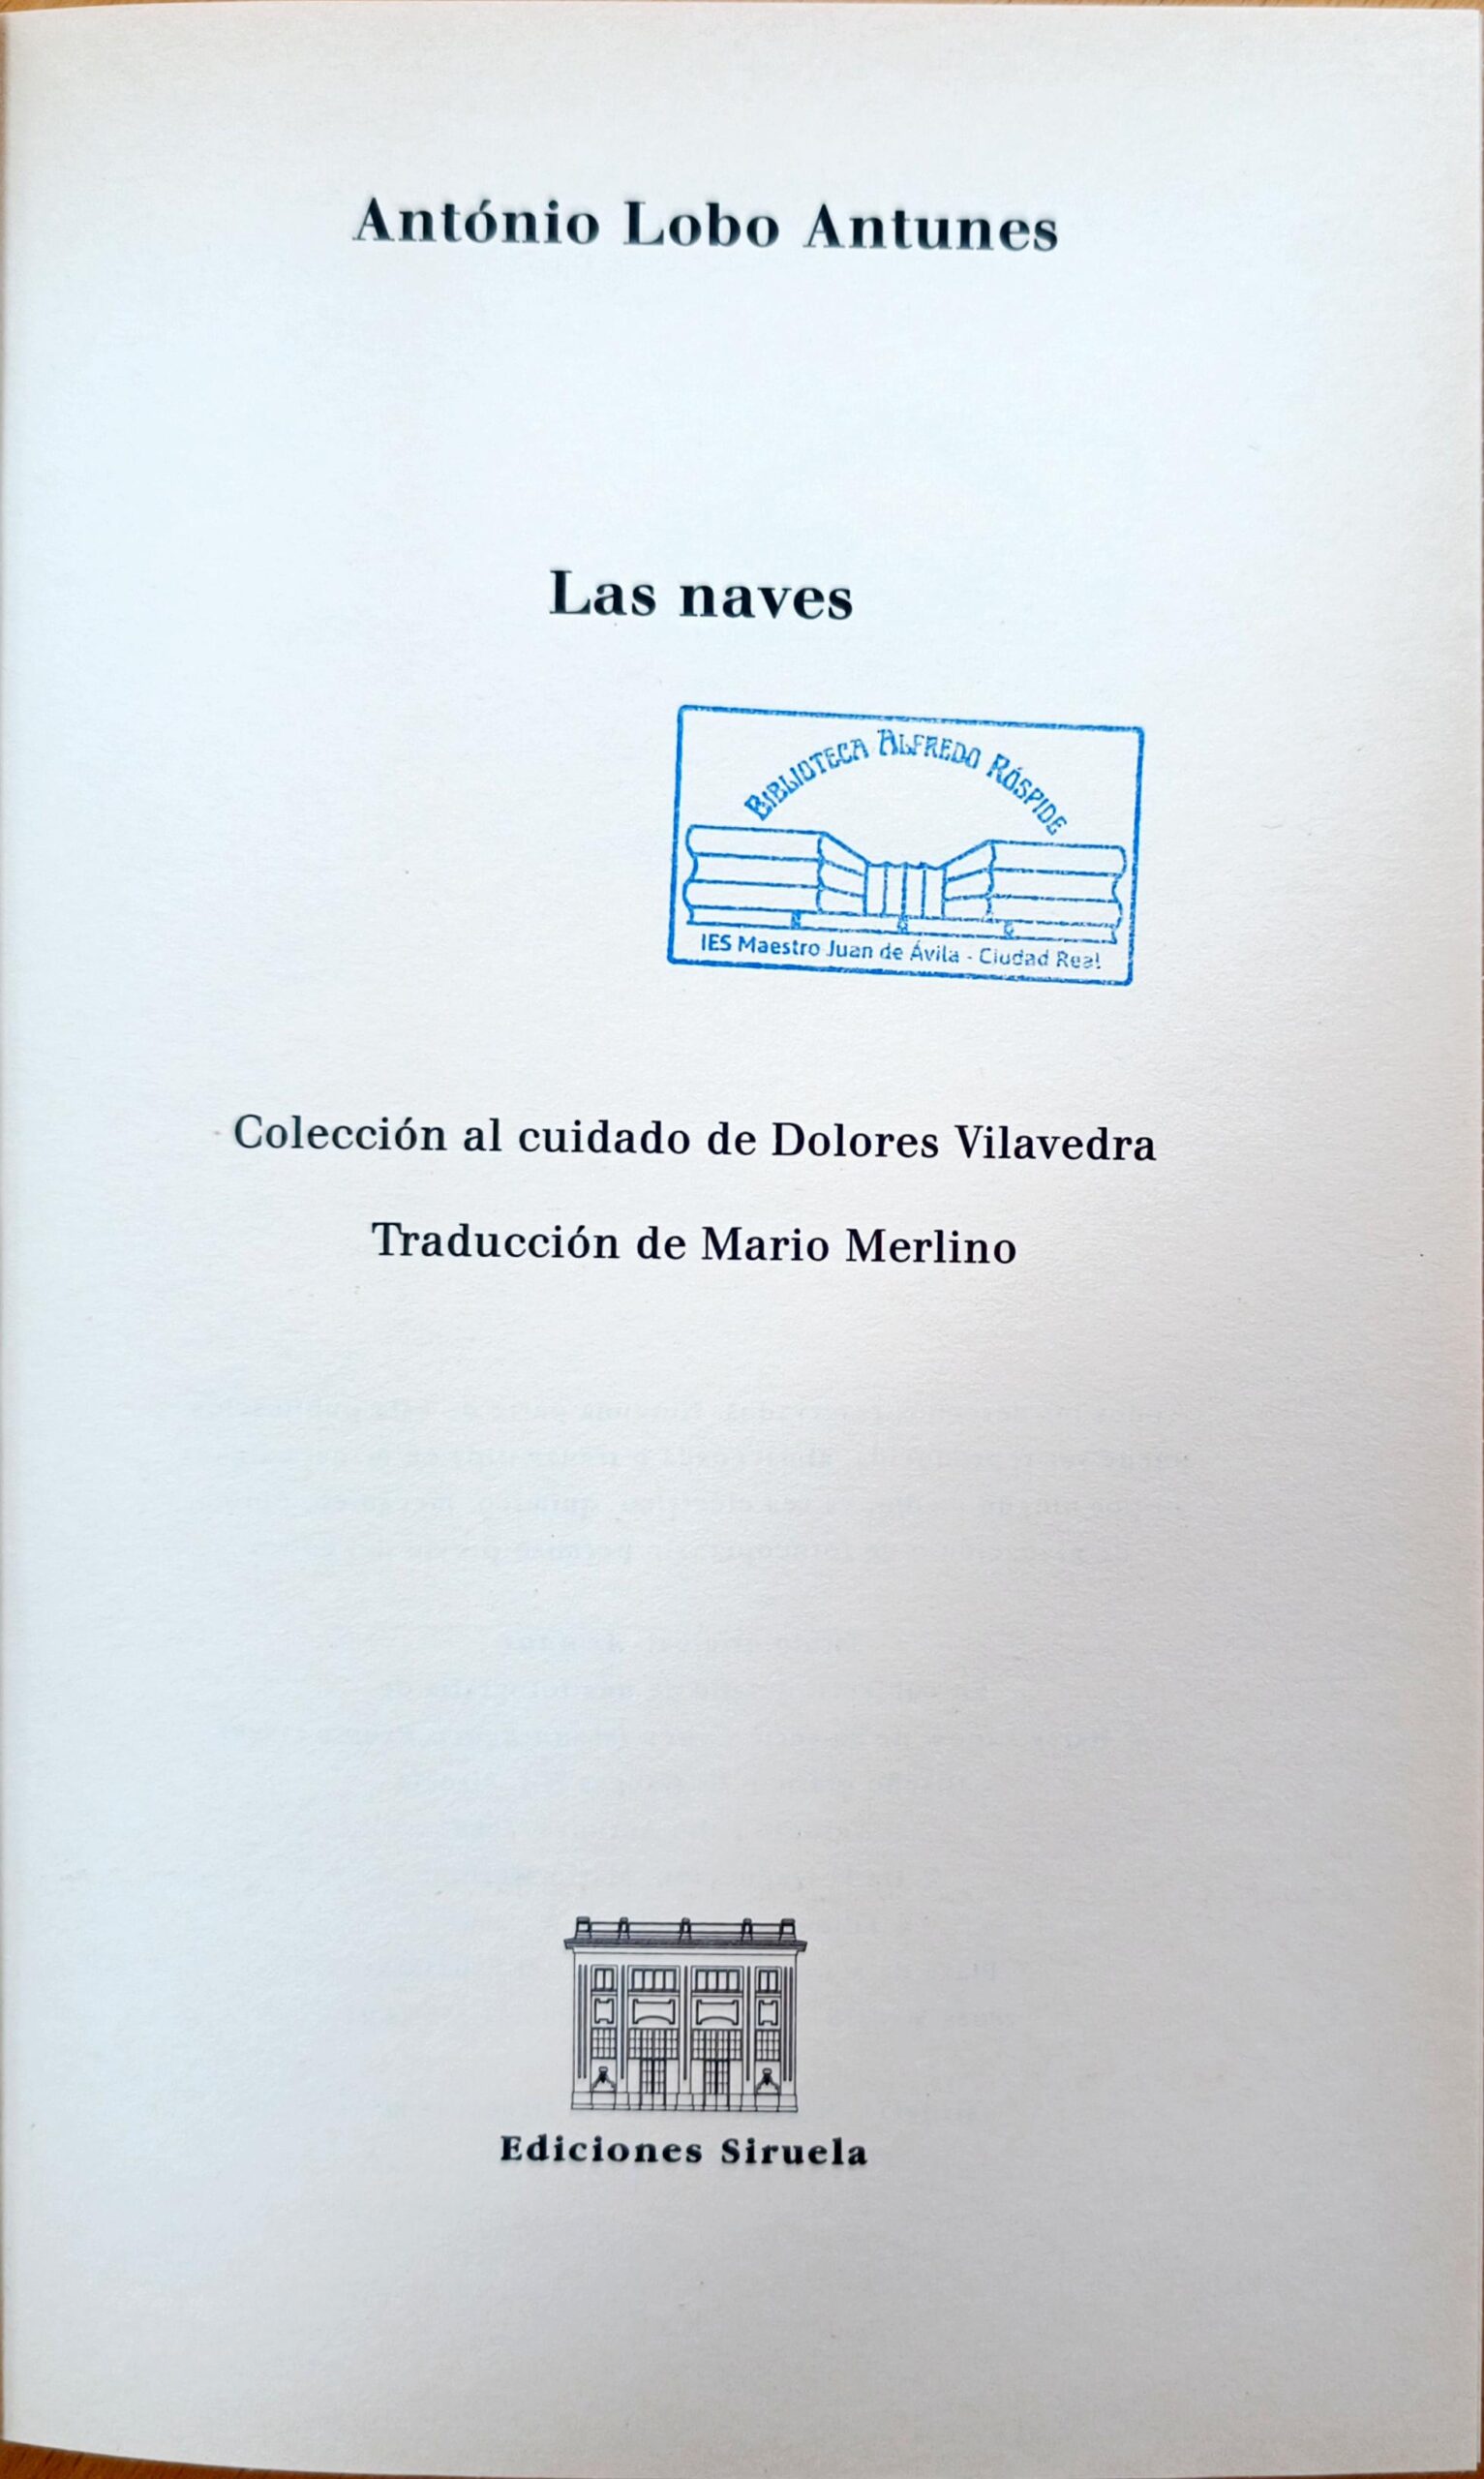 António Lobo Antunes
Las naves
BIBLIOTECA ALFREDO RÓSPIDE
IES Maestro Juan de Ávila - Ciudad Real
Colección al cuidado de Dolores Vilavedra
Traducción de Mario Merlino
Ediciones Siruela